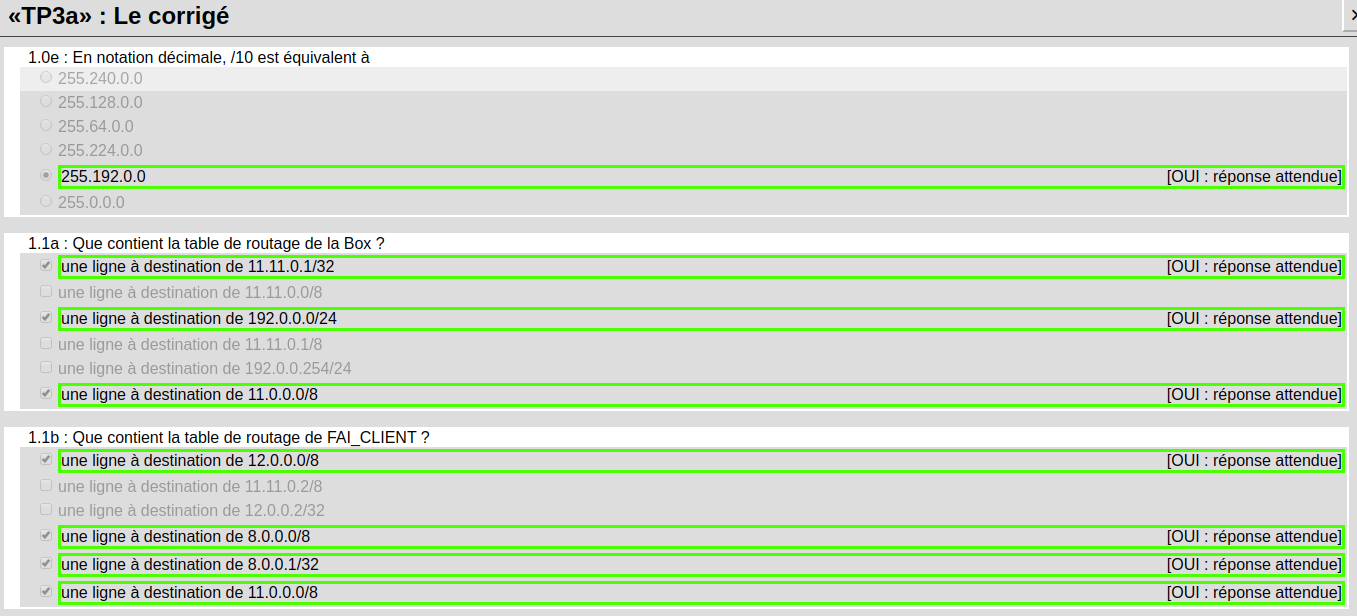 «TP3a» : Le corrigé
1.0e : En notation décimale, /10 est équivalent à
255.240.0.0
255.128.0.0
255.64.0.0
255.224.0.0
255.192.0.0 [OUI : réponse attendue]
255.0.0.0
1.1a : Que contient la table de routage de la Box ?
une ligne à destination de 11.11.0.1/32 [OUI : réponse attendue]
une ligne à destination de 11.11.0.0/8
une ligne à destination de 192.0.0.0/24 [OUI : réponse attendue]
une ligne à destination de 11.11.0.1/8
une ligne à destination de 192.0.0.254/24
une ligne à destination de 11.0.0.0/8 [OUI : réponse attendue]
1.1b : Que contient la table de routage de FAI_CLIENT ?
une ligne à destination de 12.0.0.0/8 [OUI : réponse attendue]
une ligne à destination de 11.11.0.2/8
une ligne à destination de 12.0.0.2/32
une ligne à destination de 8.0.0.0/8 [OUI : réponse attendue]
une ligne à destination de 8.0.0.1/32 [OUI : réponse attendue]
une ligne à destination de 11.0.0.0/8 [OUI : réponse attendue]